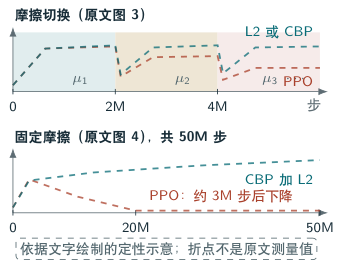 摩擦切换（原文图 3）
L2 或 CBP
μ1
μ2
μ3
PPO
0
2M
4M
步
固定摩擦（原文图 4），共 50M 步
CBP 加 L2
PPO：约 3M 步后下降
0
20M
50M
依据文字绘制的定性示意；折点不是原文测量值